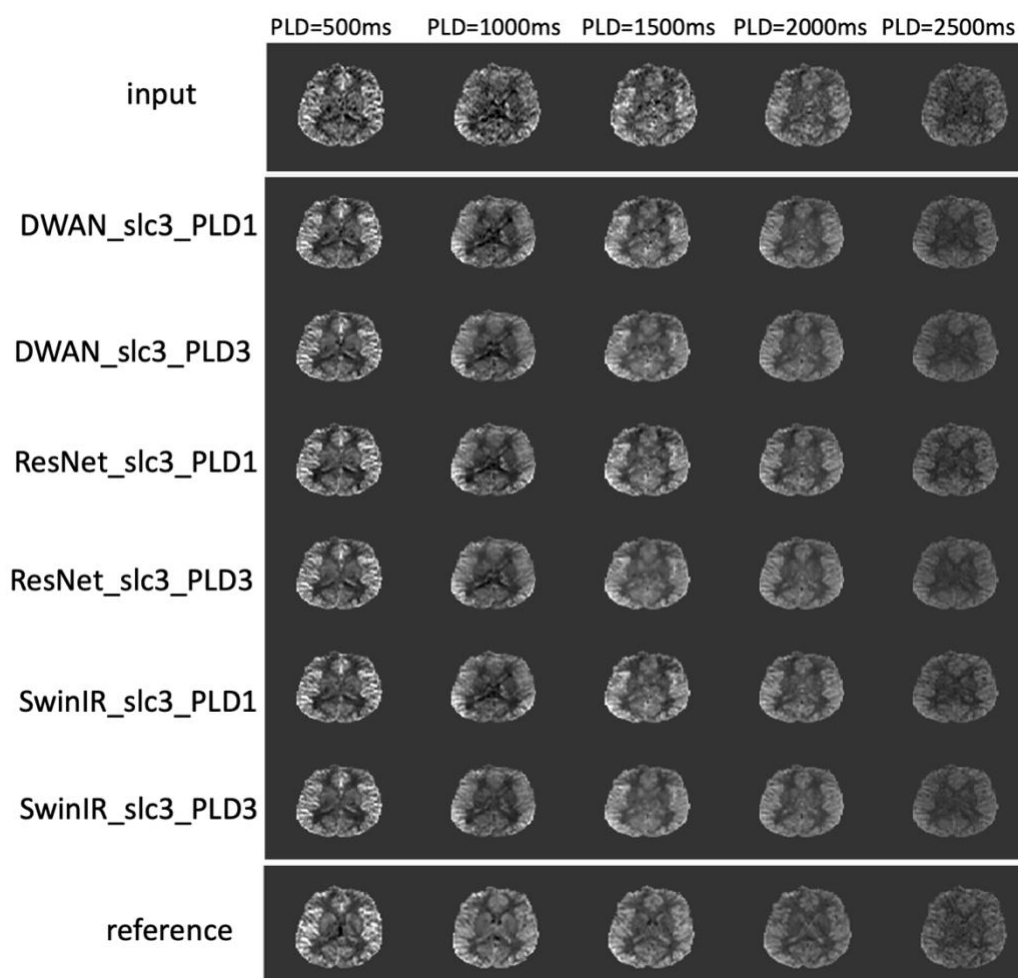 PLD=500ms PLD=1000ms PLD=1500ms PLD=2000ms PLD=2500ms
input
DWAN_slc3_PLD1
DWAN_slc3_PLD3
ResNet_slc3_PLD1
ResNet_slc3_PLD3
SwinIR_slc3_PLD1
SwinIR_slc3_PLD3
reference